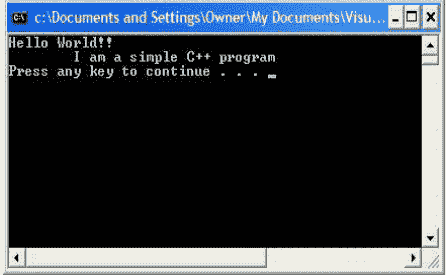 c:\Documents and Settings\Owner\My Documents\Visu...
Hello World!!
        I am a simple C++ program
Press any key to continue . . . _